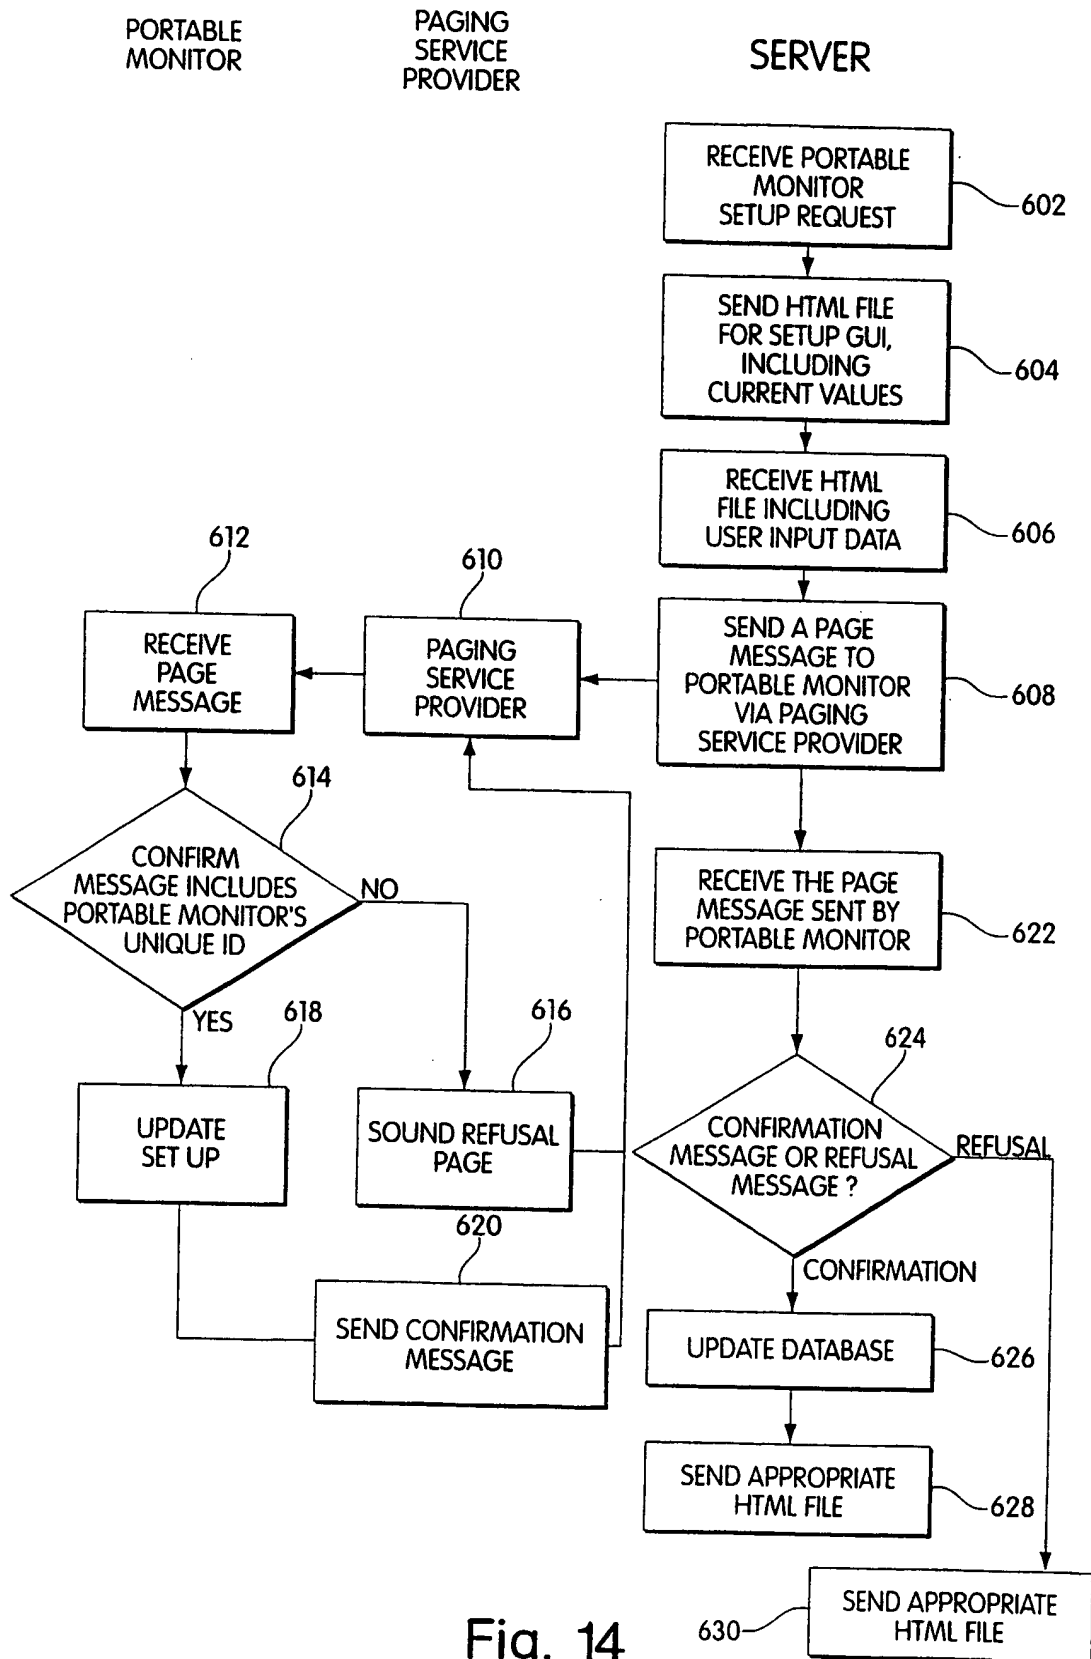 PORTABLE
MONITOR
PAGING
SERVICE
PROVIDER
SERVER
RECEIVE PORTABLE
MONITOR
SETUP REQUEST
602
SEND HTML FILE
FOR SETUP GUI,
INCLUDING
CURRENT VALUES
604
RECEIVE HTML
FILE INCLUDING
USER INPUT DATA
606
612
RECEIVE
PAGE
MESSAGE
610
PAGING
SERVICE
PROVIDER
SEND A PAGE
MESSAGE TO
PORTABLE MONITOR
VIA PAGING
SERVICE PROVIDER
608
614
CONFIRM
MESSAGE INCLUDES
PORTABLE MONITOR'S
UNIQUE ID
NO
YES
RECEIVE THE PAGE
MESSAGE SENT BY
PORTABLE MONITOR
622
618
UPDATE
SET UP
616
SOUND REFUSAL
PAGE
624
CONFIRMATION
MESSAGE OR REFUSAL
MESSAGE ?
REFUSAL
CONFIRMATION
620
SEND CONFIRMATION
MESSAGE
UPDATE DATABASE
626
SEND APPROPRIATE
HTML FILE
628
SEND APPROPRIATE
HTML FILE
630
Fig. 14